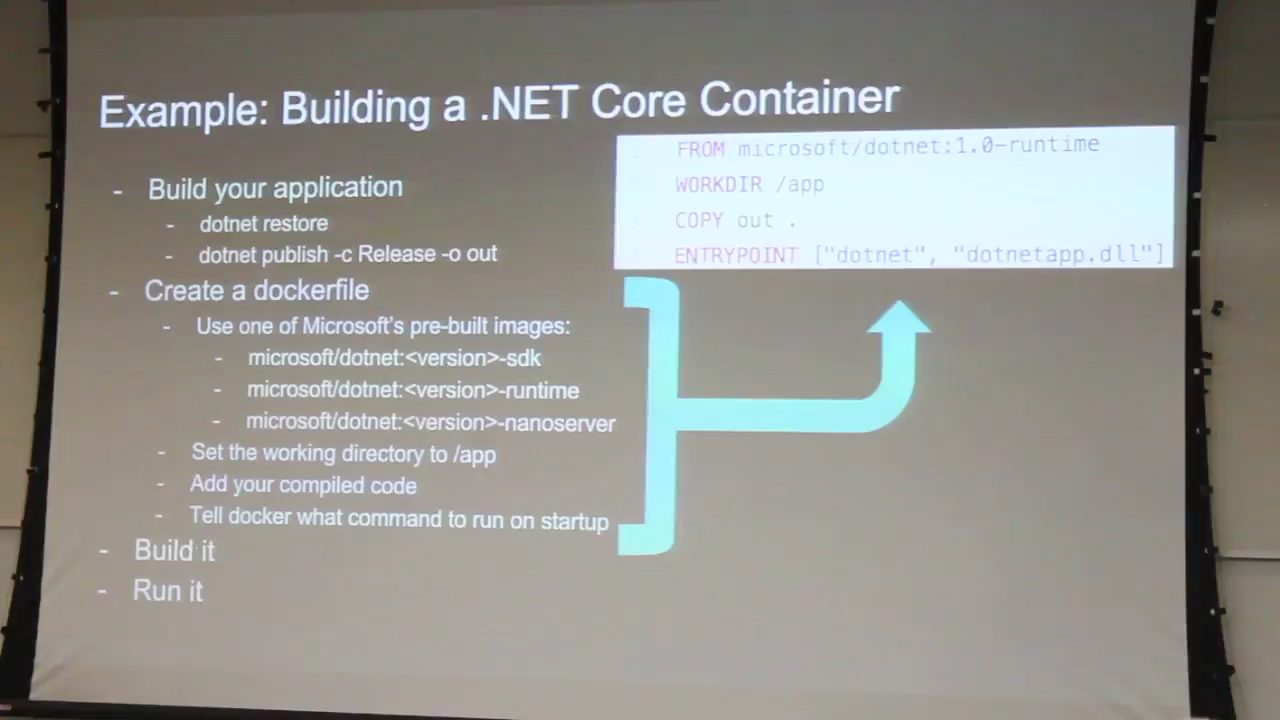 Example: Building a .NET Core Container
- Build your application
- dotnet restore
- dotnet publish -c Release -o out
- Create a dockerfile
- Use one of Microsoft's pre-built images:
- microsoft/dotnet:<version>-sdk
- microsoft/dotnet:<version>-runtime
- microsoft/dotnet:<version>-nanoserver
- Set the working directory to /app
- Add your compiled code
- Tell docker what command to run on startup
- Build it
- Run it
FROM microsoft/dotnet:1.0-runtime
WORKDIR /app
COPY out .
ENTRYPOINT ["dotnet", "dotnetapp.dll"]